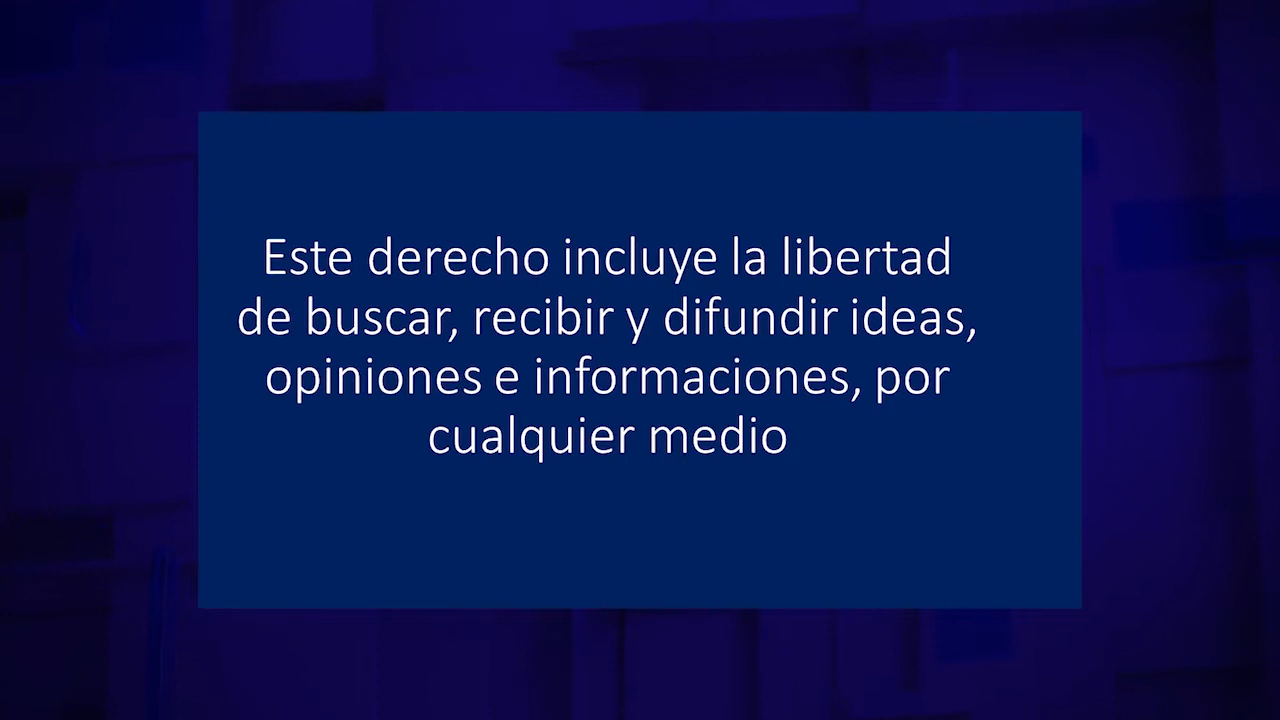 Este derecho incluye la libertad
de buscar, recibir y difundir ideas,
opiniones e informaciones, por
cualquier medio